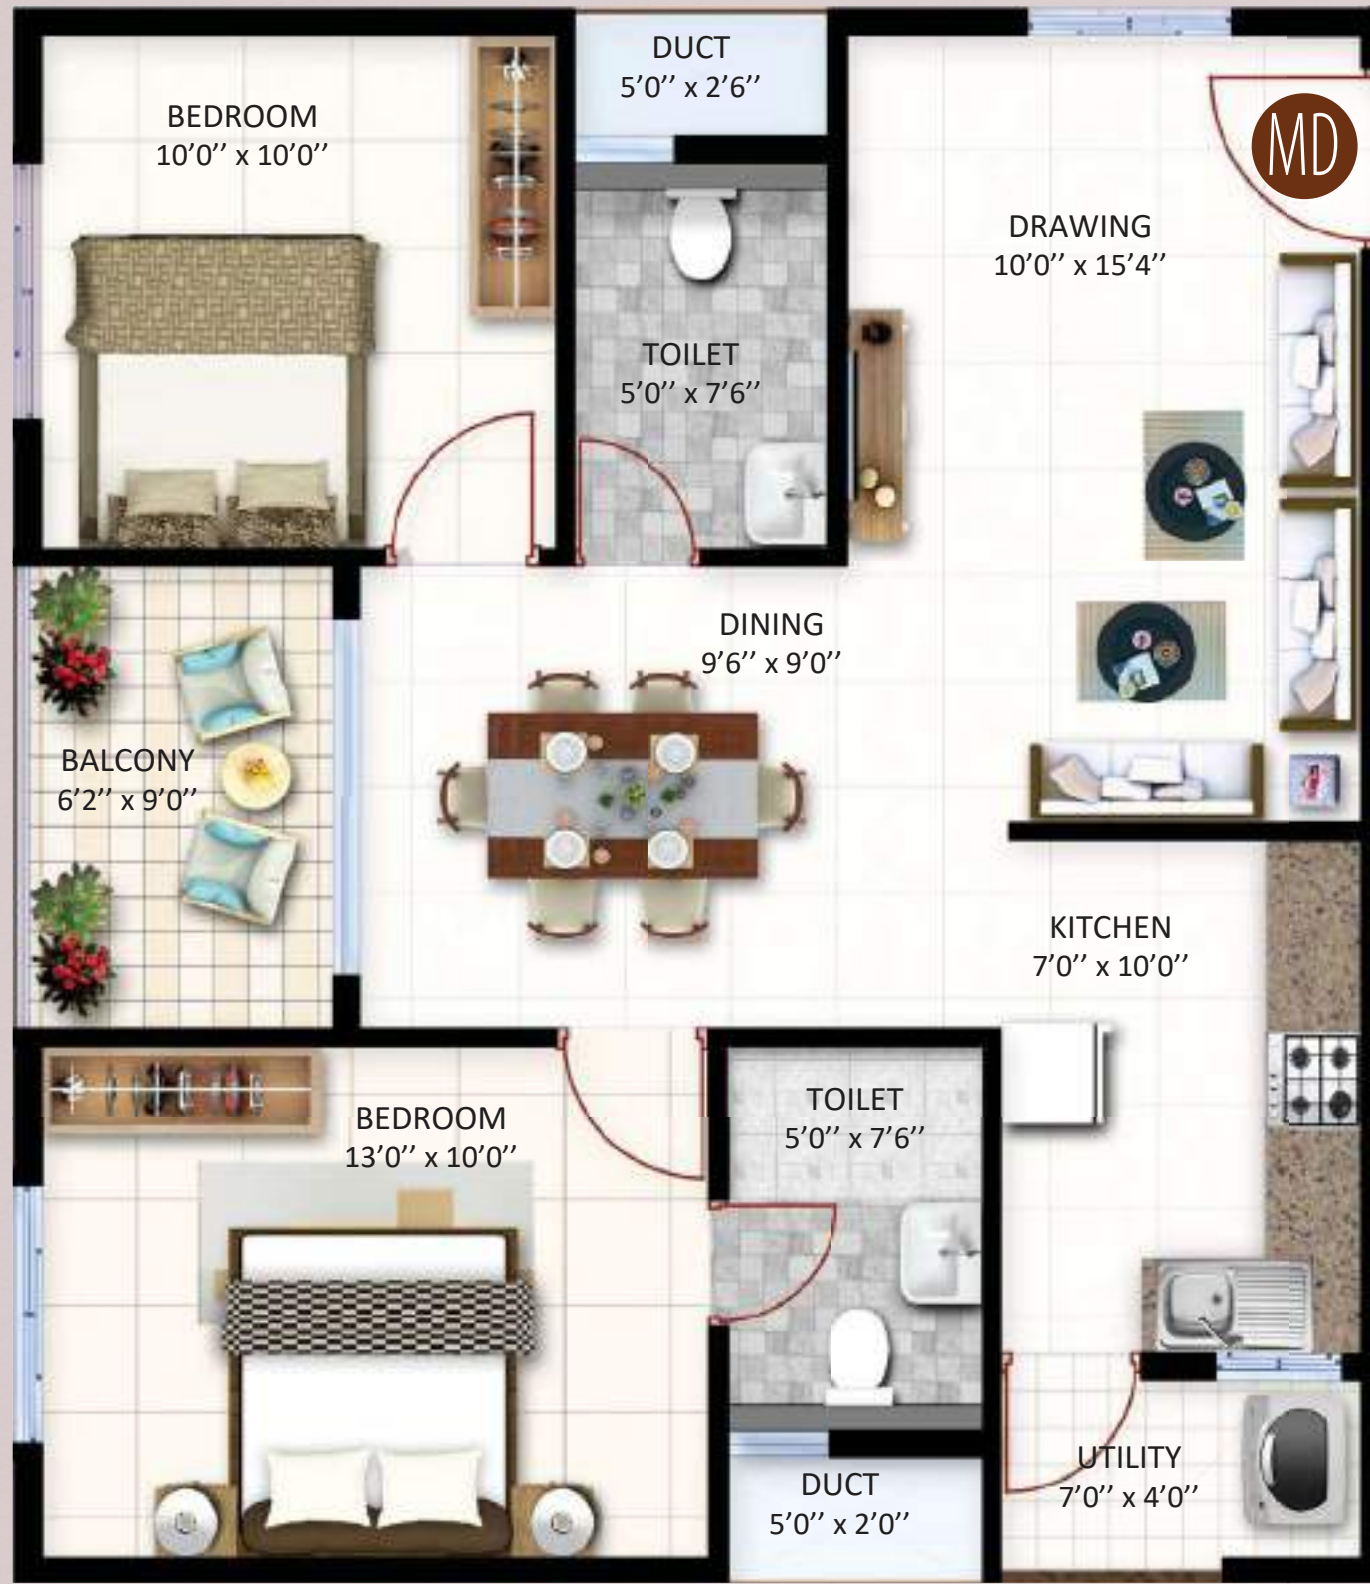 DUCT
5’0’’ x 2’6’’
BEDROOM
10’0’’ x 10’0’’
MD
DRAWING
10’0’’ x 15’4’’
TOILET
5’0’’ x 7’6’’
DINING
9’6’’ x 9’0’’
BALCONY
6’2’’ x 9’0’’
KITCHEN
7’0’’ x 10’0’’
BEDROOM
13’0’’ x 10’0’’
TOILET
5’0’’ x 7’6’’
UTILITY
7’0’’ x 4’0’’
DUCT
5’0’’ x 2’0’’